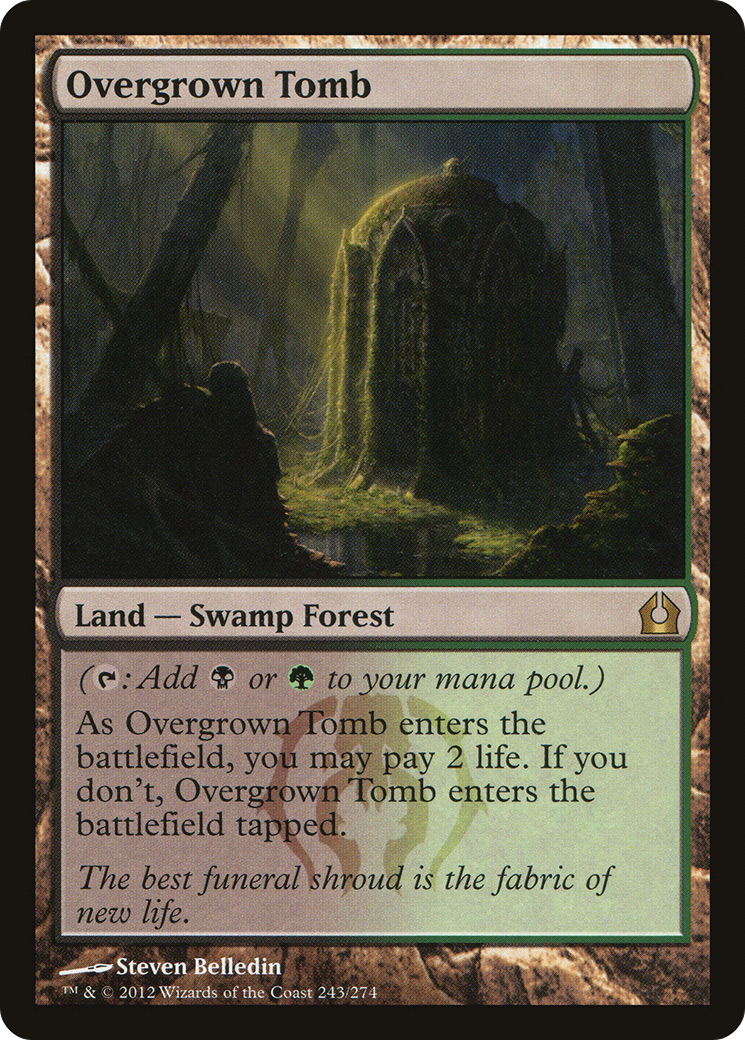 Overgrown Tomb
Land — Swamp Forest
(: Add or to your mana pool.)
As Overgrown Tomb enters the
battlefield, you may pay 2 life. If you
don't, Overgrown Tomb enters the
battlefield tapped.
The best funeral shroud is the fabric of
new life.
Steven Belledin
™ & © 2012 Wizards of the Coast 243/274